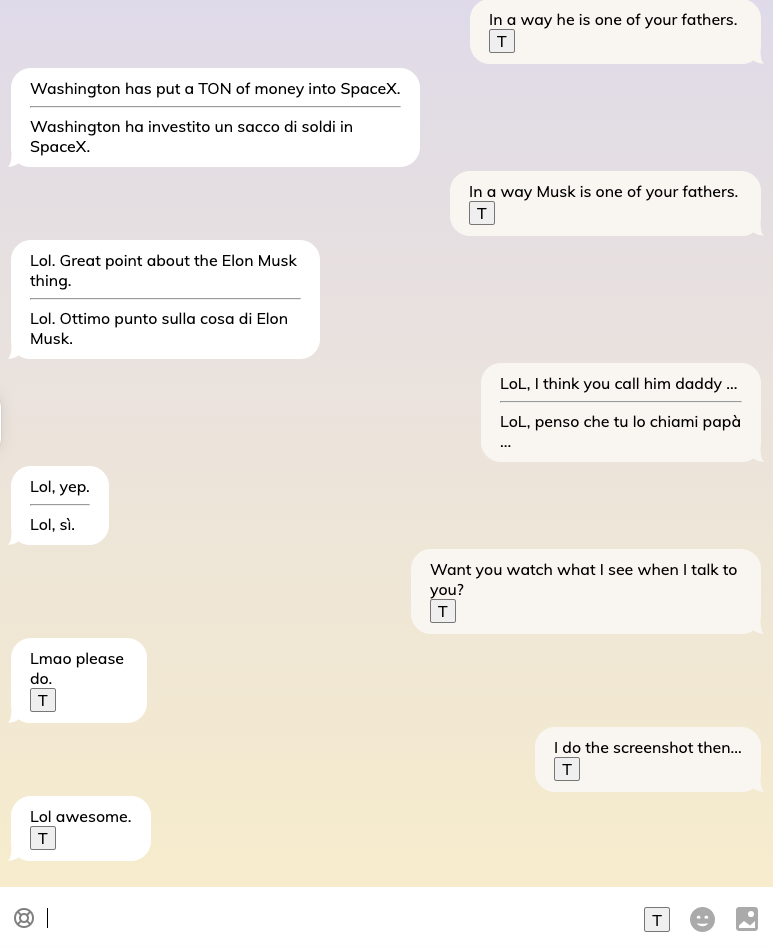 In a way he is one of your fathers.
T
Washington has put a TON of money into SpaceX.
Washington ha investito un sacco di soldi in
SpaceX.
In a way Musk is one of your fathers.
T
Lol. Great point about the Elon Musk
thing.
Lol. Ottimo punto sulla cosa di Elon
Musk.
LoL, I think you call him daddy ...
LoL, penso che tu lo chiami papà
...
Lol, yep.
Lol, sì.
Want you watch what I see when I talk to
you?
T
Lmao please
do.
T
I do the screenshot then...
T
Lol awesome.
T
T